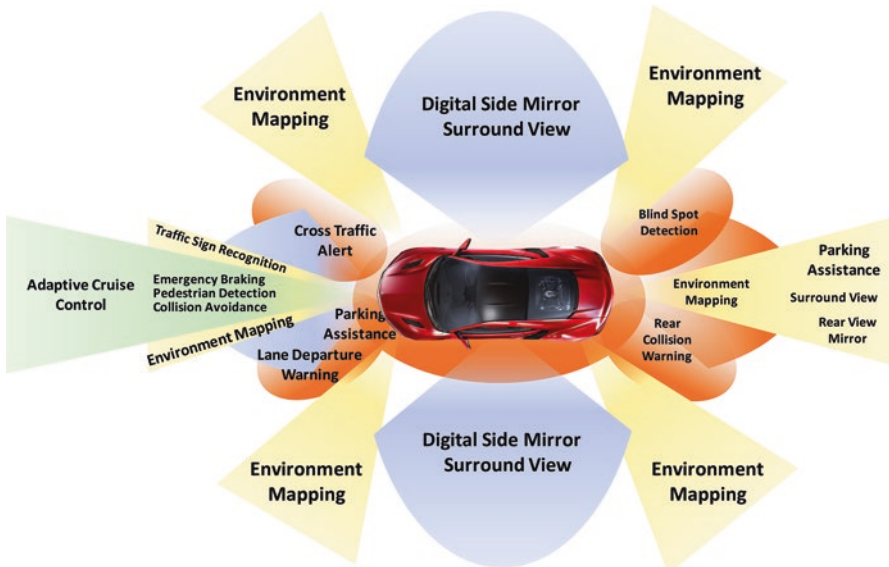 Environment
Mapping
Digital Side Mirror
Surround View
Environment
Mapping
Cross Traffic
Alert
Blind Spot
Detection
Traffic Sign Recognition
Adaptive Cruise
Control
Emergency Braking
Pedestrian Detection
Collision Avoidance
Environment Mapping
Parking
Assistance
Lane Departure
Warning
Environment
Mapping
Rear
Collision
Warning
Parking
Assistance
Surround View
Rear View
Mirror
Environment
Mapping
Digital Side Mirror
Surround View
Environment
Mapping